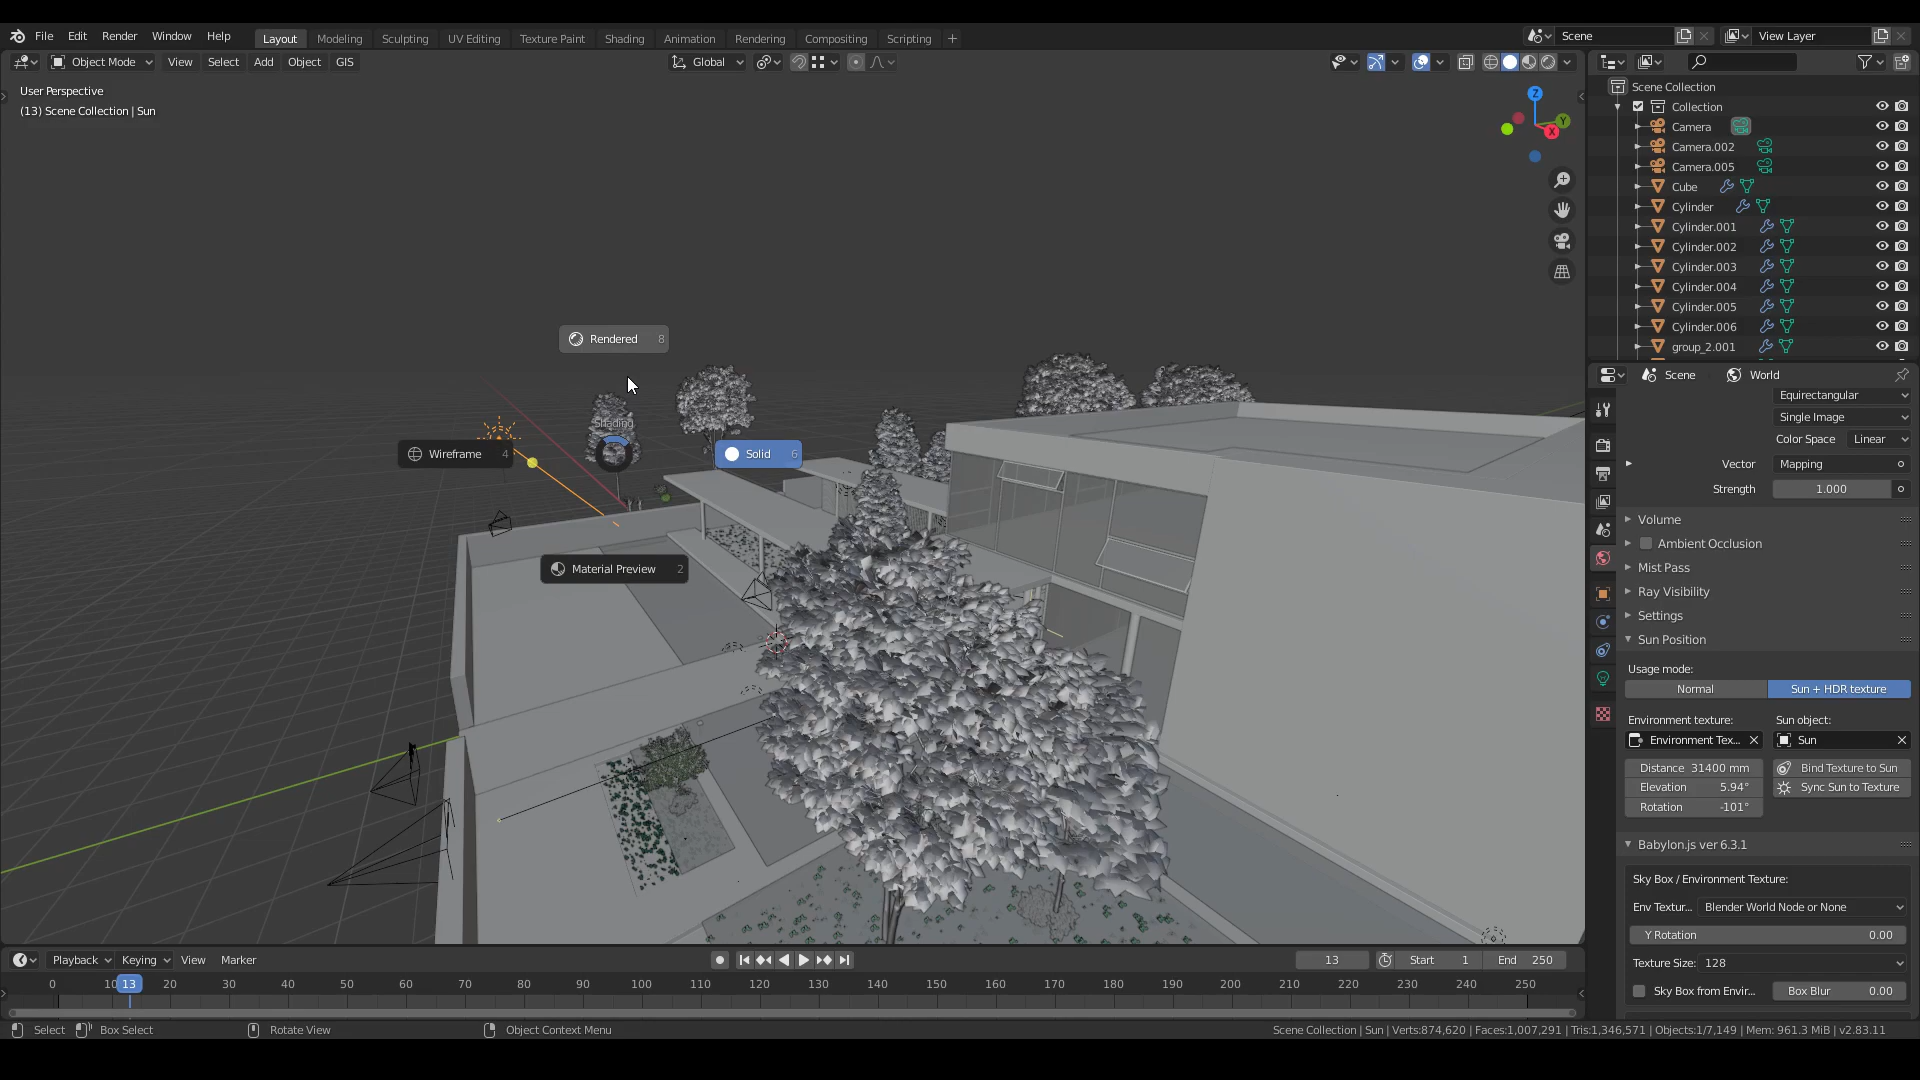 File Edit Render Window Help Layout Modeling Sculpting UV Editing Texture Paint Shading Animation Rendering Compositing Scripting + Scene View Layer
Object Mode View Select Add Object GIS Global
User Perspective
(13) Scene Collection | Sun
Z
Y
X
Rendered 8
Shading
Wireframe 4
Solid 6
Material Preview 2
Scene Collection
Collection
Camera
Camera.002
Camera.005
Cube
Cylinder
Cylinder.001
Cylinder.002
Cylinder.003
Cylinder.004
Cylinder.005
Cylinder.006
group_2.001
Scene World
Equirectangular
Single Image
Color Space Linear
Vector Mapping
Strength 1.000
Volume
Ambient Occlusion
Mist Pass
Ray Visibility
Settings
Sun Position
Usage mode:
Normal Sun + HDR texture
Environment texture: Sun object:
Environment Tex... Sun
Distance 31400 mm Bind Texture to Sun
Elevation 5.94° Sync Sun to Texture
Rotation -101°
Babylon.js ver 6.3.1
Sky Box / Environment Texture:
Env Textur... Blender World Node or None
Y Rotation 0.00
Texture Size: 128
Sky Box from Envir... Box Blur 0.00
Playback Keying View Marker 13 Start 1 End 250
0 10 13 20 30 40 50 60 70 80 90 100 110 120 130 140 150 160 170 180 190 200 210 220 230 240 250
Select Box Select Rotate View Object Context Menu Scene Collection | Sun | Verts:874,620 | Faces:1,007,291 | Tris:1,346,571 | Objects:1/7,149 | Mem: 961.3 MiB | v2.83.11